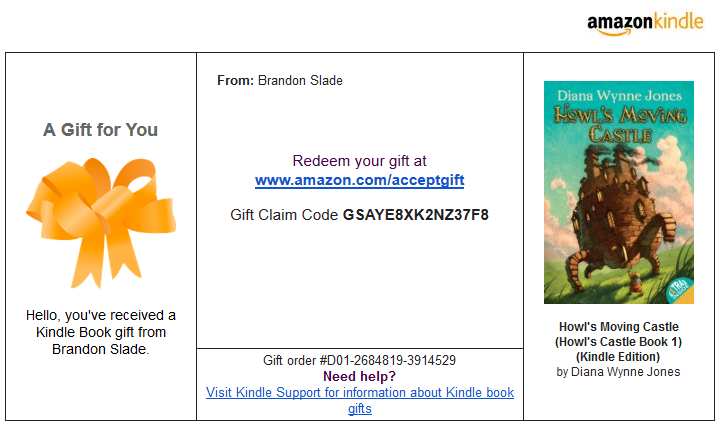 amazonkindle
A Gift for You
Hello, you've received a
Kindle Book gift from
Brandon Slade.
From: Brandon Slade
Redeem your gift at
www.amazon.com/acceptgift
Gift Claim Code GSAYE8XK2NZ37F8
Gift order #D01-2684819-3914529
Need help?
Visit Kindle Support for information about Kindle book
gifts
Diana Wynne Jones
Howl's Moving
Castle
Howl's Moving Castle
(Howl's Castle Book 1)
(Kindle Edition)
by Diana Wynne Jones